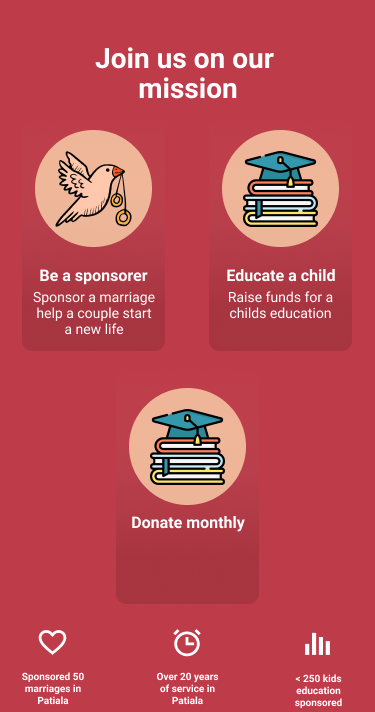 Join us on our
mission
Be a sponsorer
Sponsor a marriage
help a couple start
a new life
Educate a child
Raise funds for a
childs education
Donate monthly
Sponsored 50
marriages in
Patiala
Over 20 years
of service in
Patiala
< 250 kids
education
sponsored